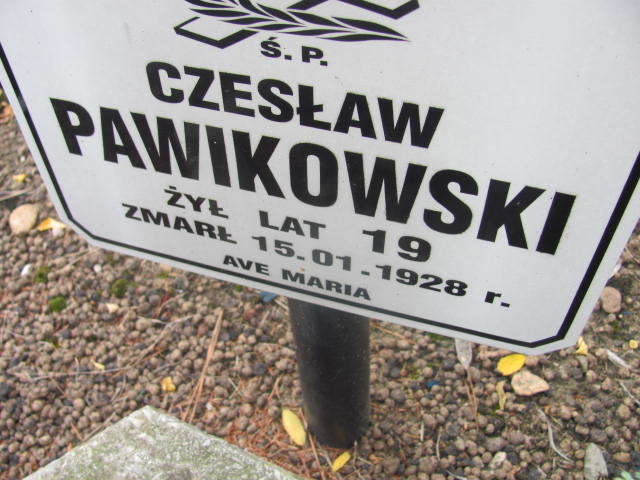 Ś. P.
CZESŁAW
PAWIKOWSKI
ŻYŁ LAT 19
ZMARŁ 15.01.1928 r.
AVE MARIA